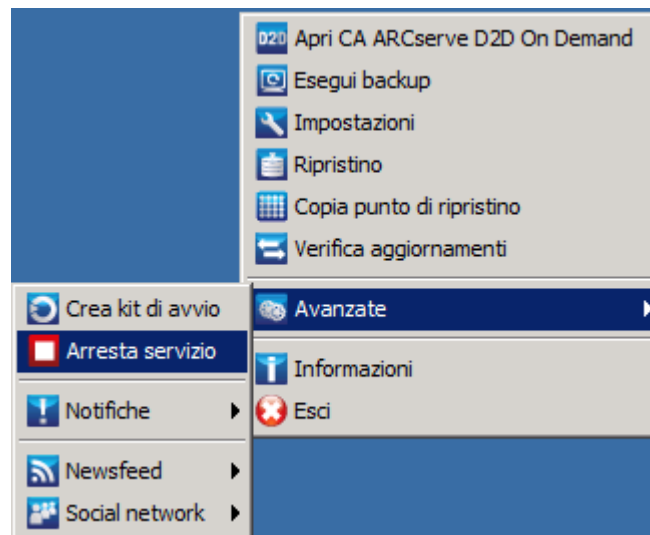 D2D Apri CA ARCserve D2D On Demand
Esegui backup
Impostazioni
Ripristino
Copia punto di ripristino
Verifica aggiornamenti
Avanzate
Informazioni
Esci
Crea kit di avvio
Arresta servizio
Notifiche
Newsfeed
Social network